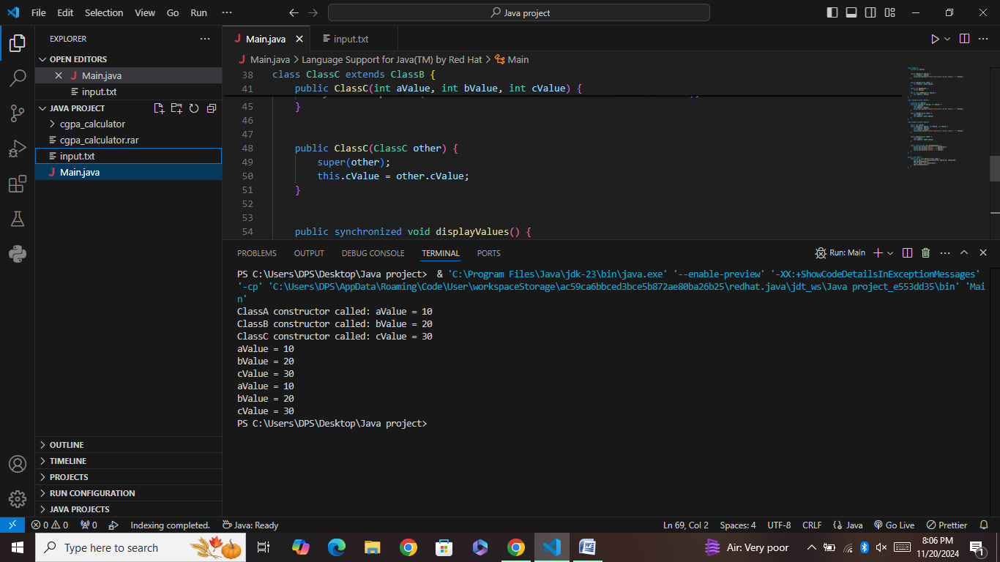 File Edit Selection View Go Run ··· Java project
EXPLORER ···
OPEN EDITORS
Main.java
input.txt
JAVA PROJECT
cgpa_calculator
cgpa_calculator.rar
input.txt
Main.java
OUTLINE
TIMELINE
PROJECTS
RUN CONFIGURATION
JAVA PROJECTS
Main.java input.txt
Main.java > Language Support for Java(TM) by Red Hat > Main
38 class ClassC extends ClassB {
41 public ClassC(int aValue, int bValue, int cValue) {
45 }
46
47
48 public ClassC(ClassC other) {
49 super(other);
50 this.cValue = other.cValue;
51 }
52
53
54 public synchronized void displayValues() {
PROBLEMS OUTPUT DEBUG CONSOLE TERMINAL PORTS Run: Main
PS C:\Users\DPS\Desktop\Java project> & 'C:\Program Files\Java\jdk-23\bin\java.exe' '--enable-preview' '-XX:+ShowCodeDetailsInExceptionMessages'
'-cp' 'C:\Users\DPS\AppData\Roaming\Code\User\workspaceStorage\ac59ca6bbced3bce5b872ae80ba26b25\redhat.java\jdt_ws\Java project_e553dd35\bin' 'Mai
n'
ClassA constructor called: aValue = 10
ClassB constructor called: bValue = 20
ClassC constructor called: cValue = 30
aValue = 10
bValue = 20
cValue = 30
aValue = 10
bValue = 20
cValue = 30
PS C:\Users\DPS\Desktop\Java project>
0 0 0 Indexing completed. Java: Ready Ln 69, Col 2 Spaces: 4 UTF-8 CRLF {} Java Go Live Prettier
Type here to search Air: Very poor 8:06 PM
11/20/2024 1